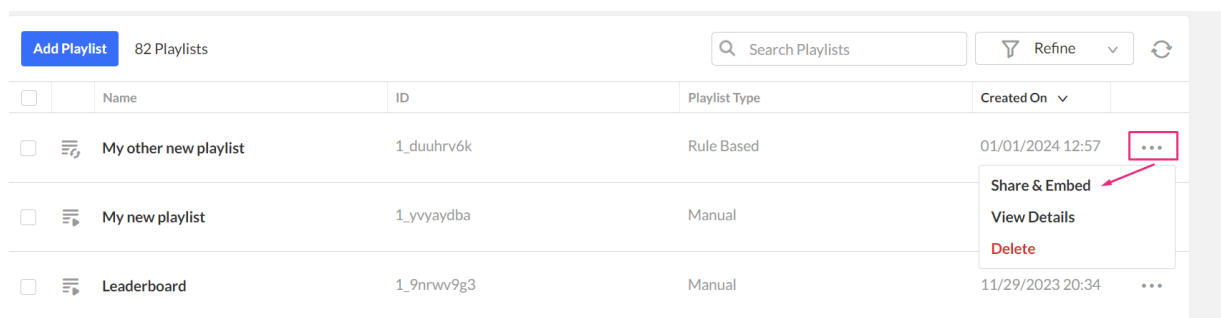 Add Playlist 82 Playlists Search Playlists Refine
Name ID Playlist Type Created On
My other new playlist 1_duuhrv6k Rule Based 01/01/2024 12:57
Share & Embed
My new playlist 1_yvyaydba Manual View Details
Delete
Leaderboard 1_9nrwv9g3 Manual 11/29/2023 20:34